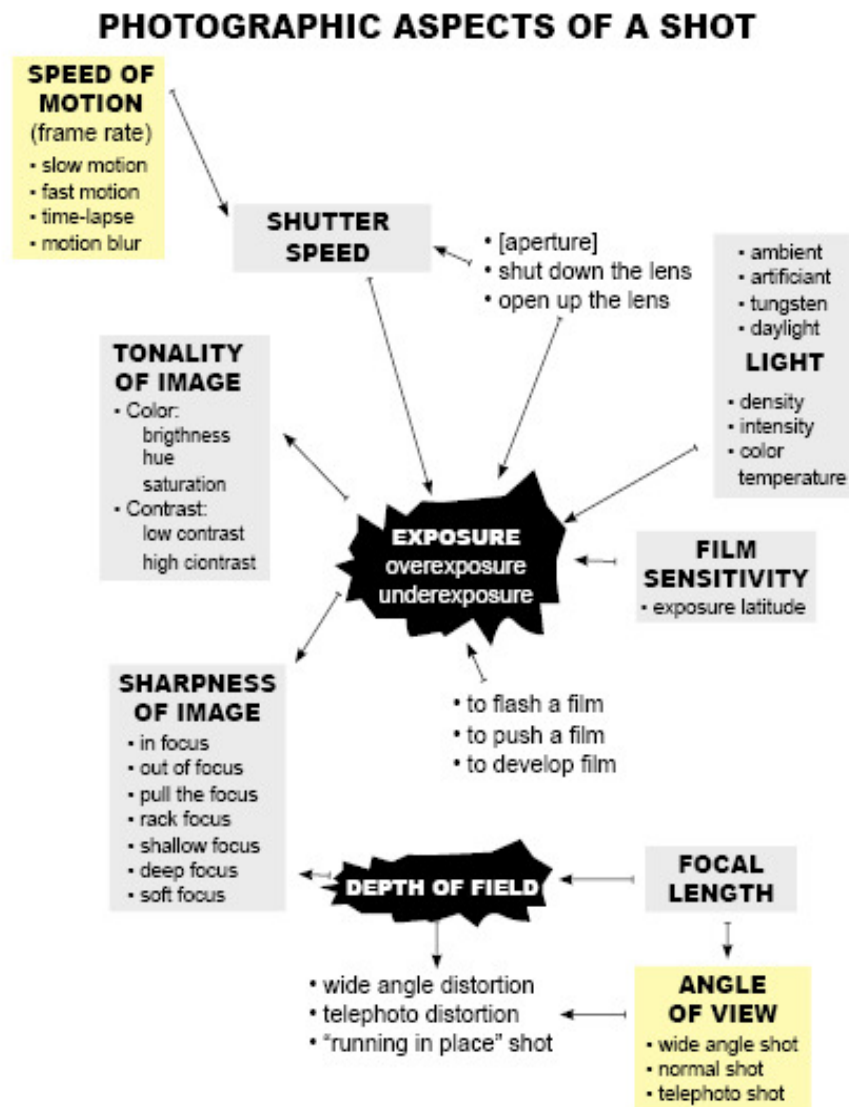 PHOTOGRAPHIC ASPECTS OF A SHOT
SPEED OF
MOTION
(frame rate)
• slow motion
• fast motion
• time-lapse
• motion blur
SHUTTER
SPEED
• [aperture]
• shut down the lens
• open up the lens
• ambient
• artificiant
• tungsten
• daylight
LIGHT
• density
• intensity
• color
temperature
TONALITY
OF IMAGE
• Color:
brigthness
hue
saturation
• Contrast:
low contrast
high ciontrast
EXPOSURE
overexposure
underexposure
FILM
SENSITIVITY
• exposure latitude
SHARPNESS
OF IMAGE
• in focus
• out of focus
• pull the focus
• rack focus
• shallow focus
• deep focus
• soft focus
• to flash a film
• to push a film
• to develop film
DEPTH OF FIELD
FOCAL
LENGTH
• wide angle distortion
• telephoto distortion
• “running in place” shot
ANGLE
OF VIEW
• wide angle shot
• normal shot
• telephoto shot